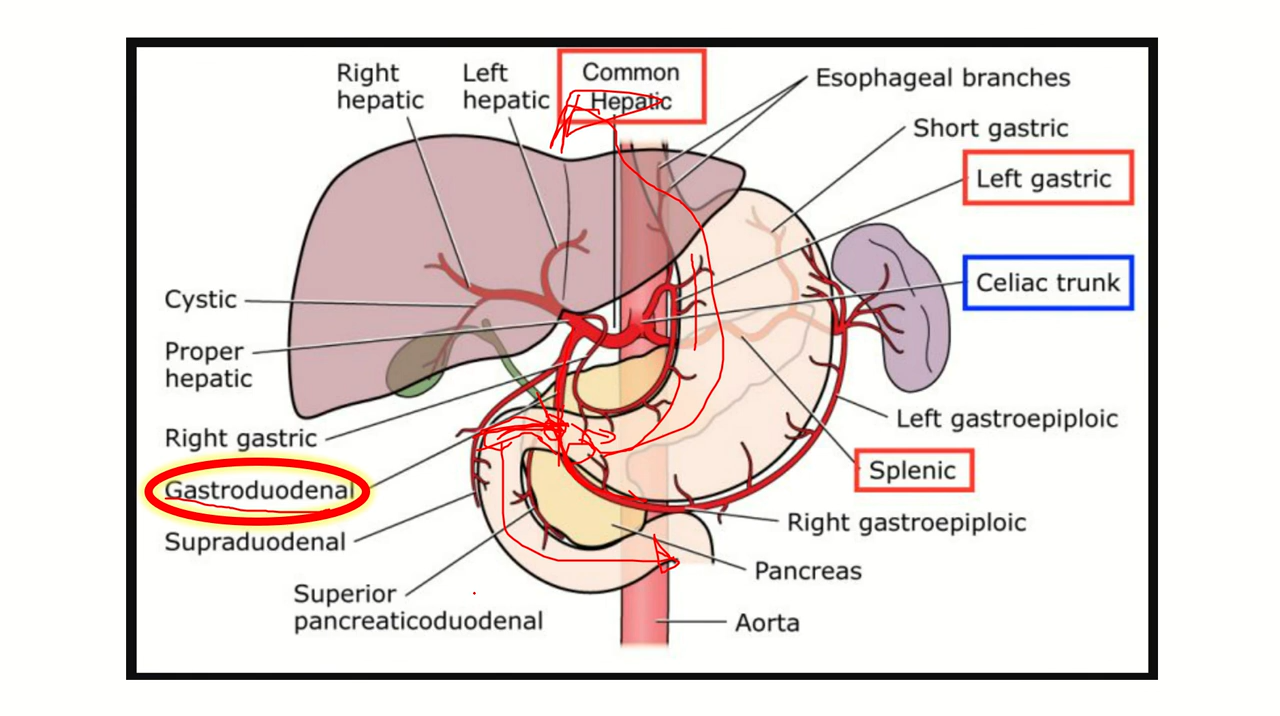 Right
hepatic
Left
hepatic
Common
Hepatic
Esophageal branches
Short gastric
Left gastric
Celiac trunk
Cystic
Proper
hepatic
Right gastric
Left gastroepiploic
Gastroduodenal
Splenic
Supraduodenal
Right gastroepiploic
Pancreas
Superior
pancreaticoduodenal
Aorta